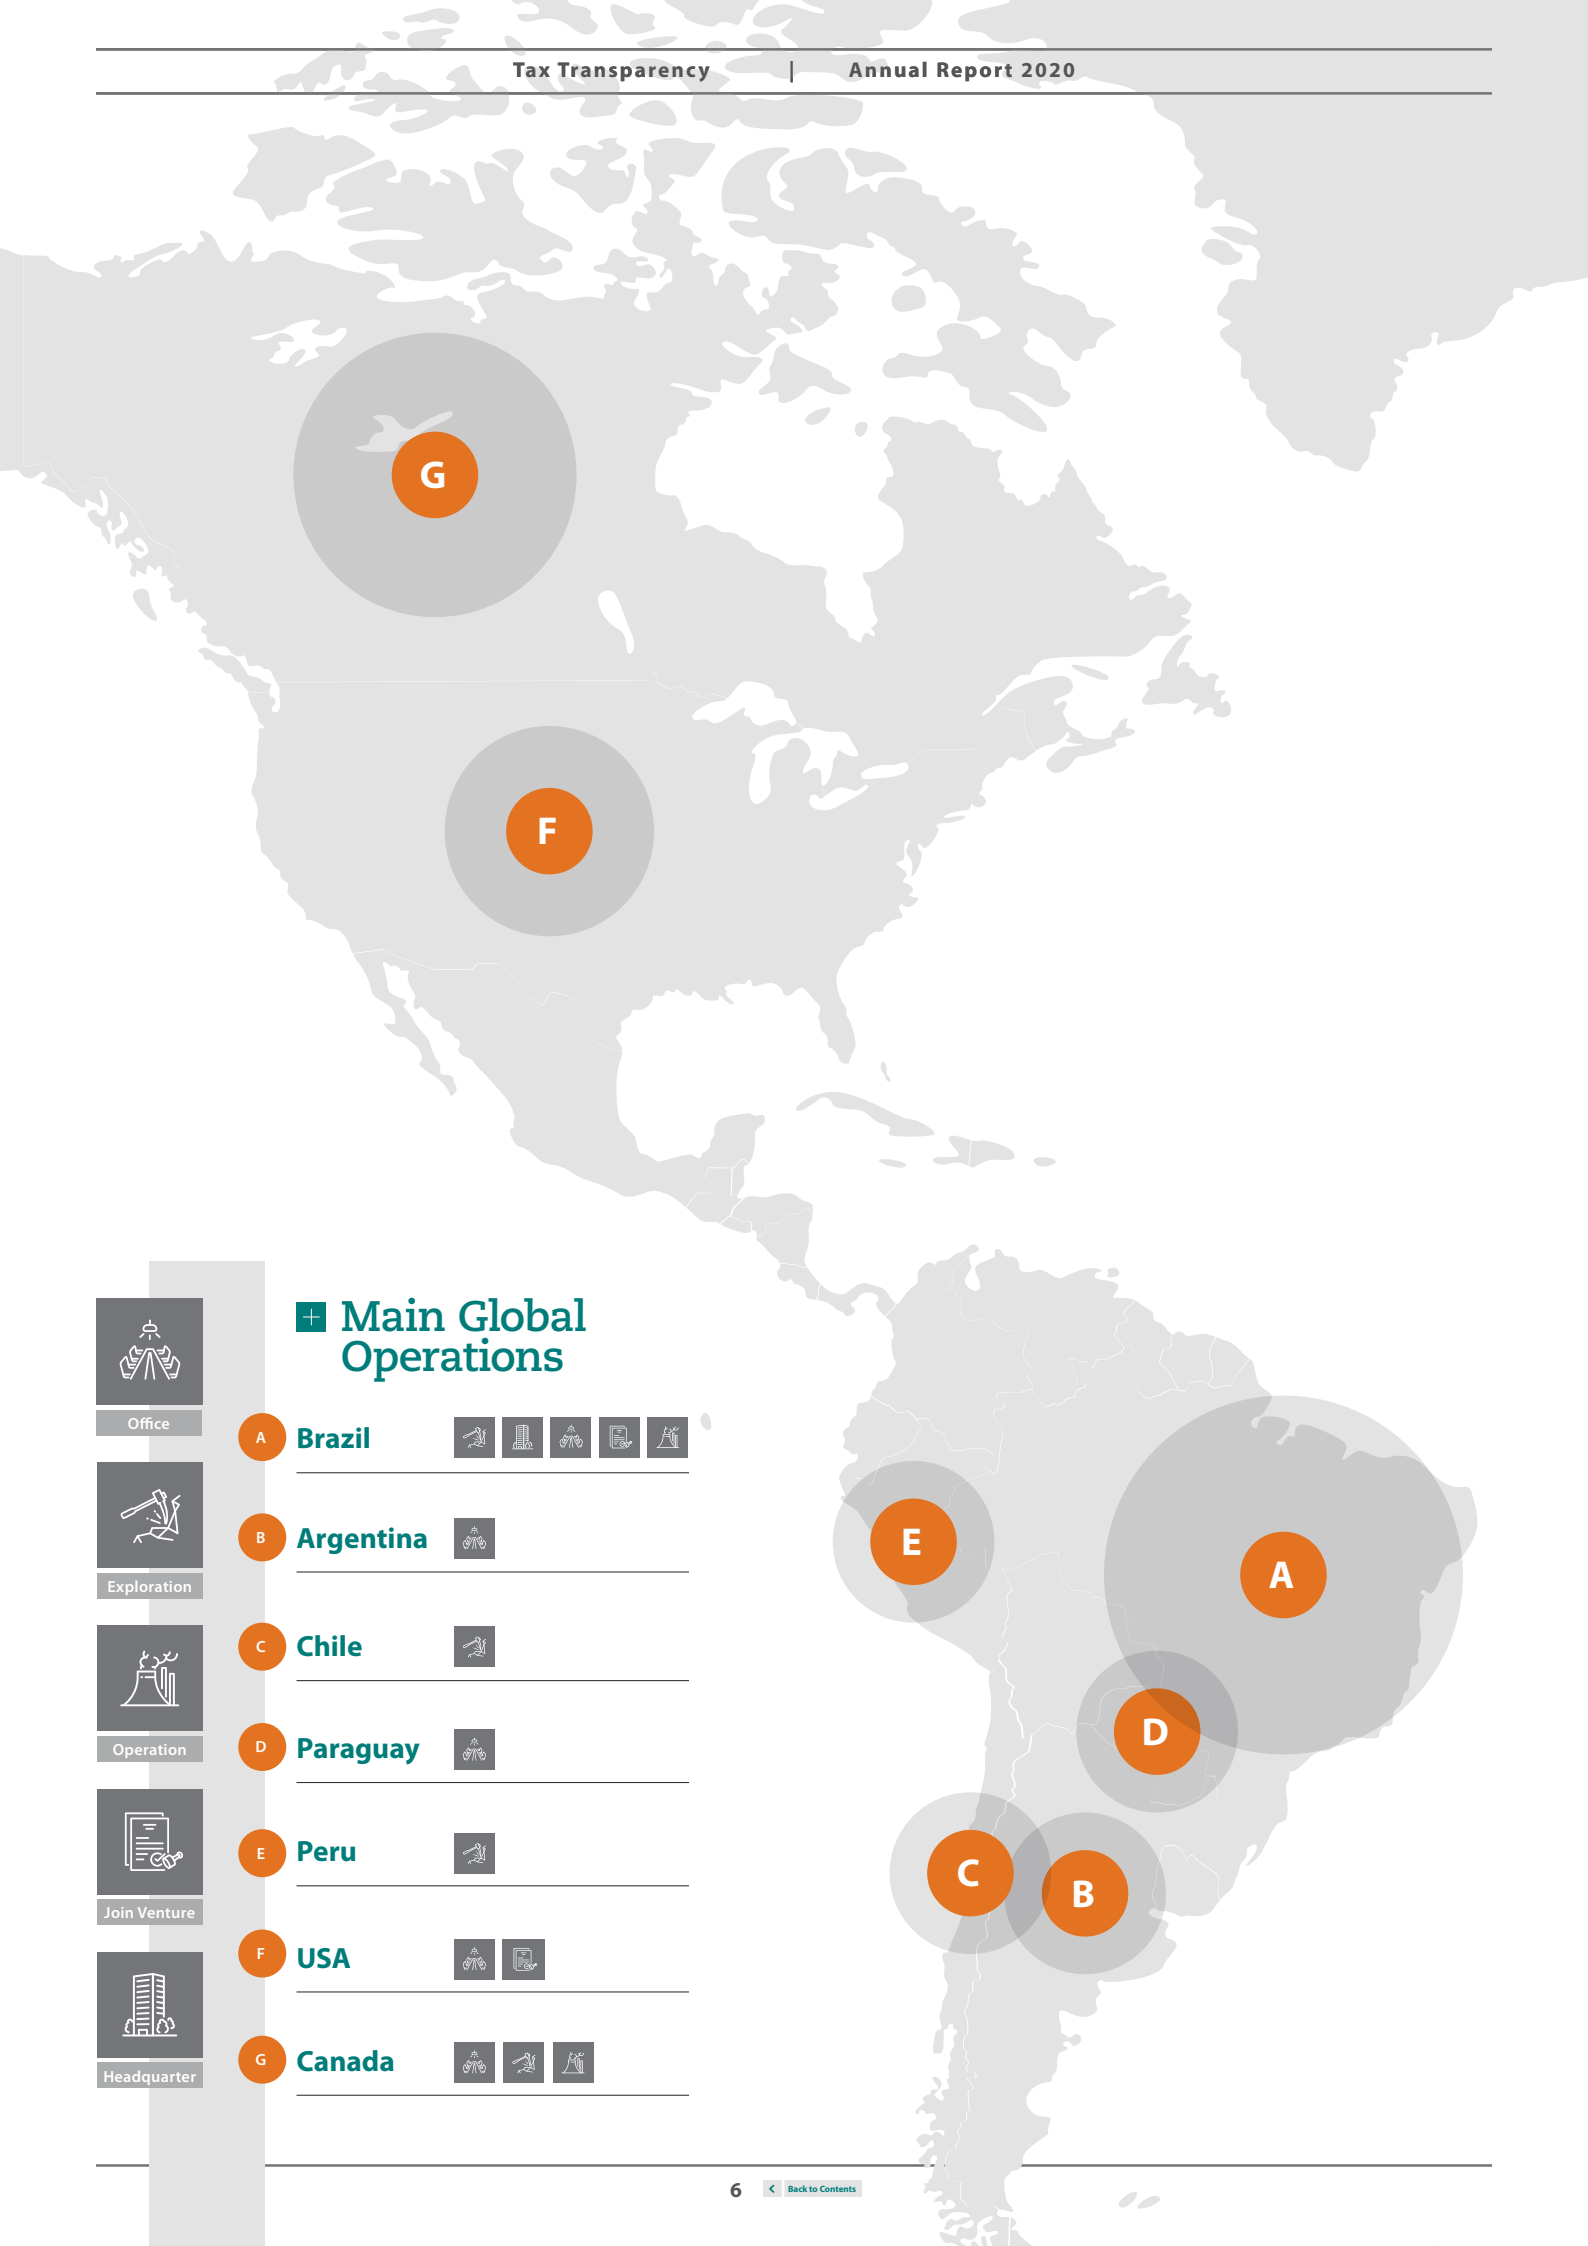 Tax Transparency | Annual Report 2020
G
F
E
A
D
C
B
Main Global
Operations
Office
Exploration
Operation
Join Venture
Headquarter
A Brazil
B Argentina
C Chile
D Paraguay
E Peru
F USA
G Canada
6 Back to Contents